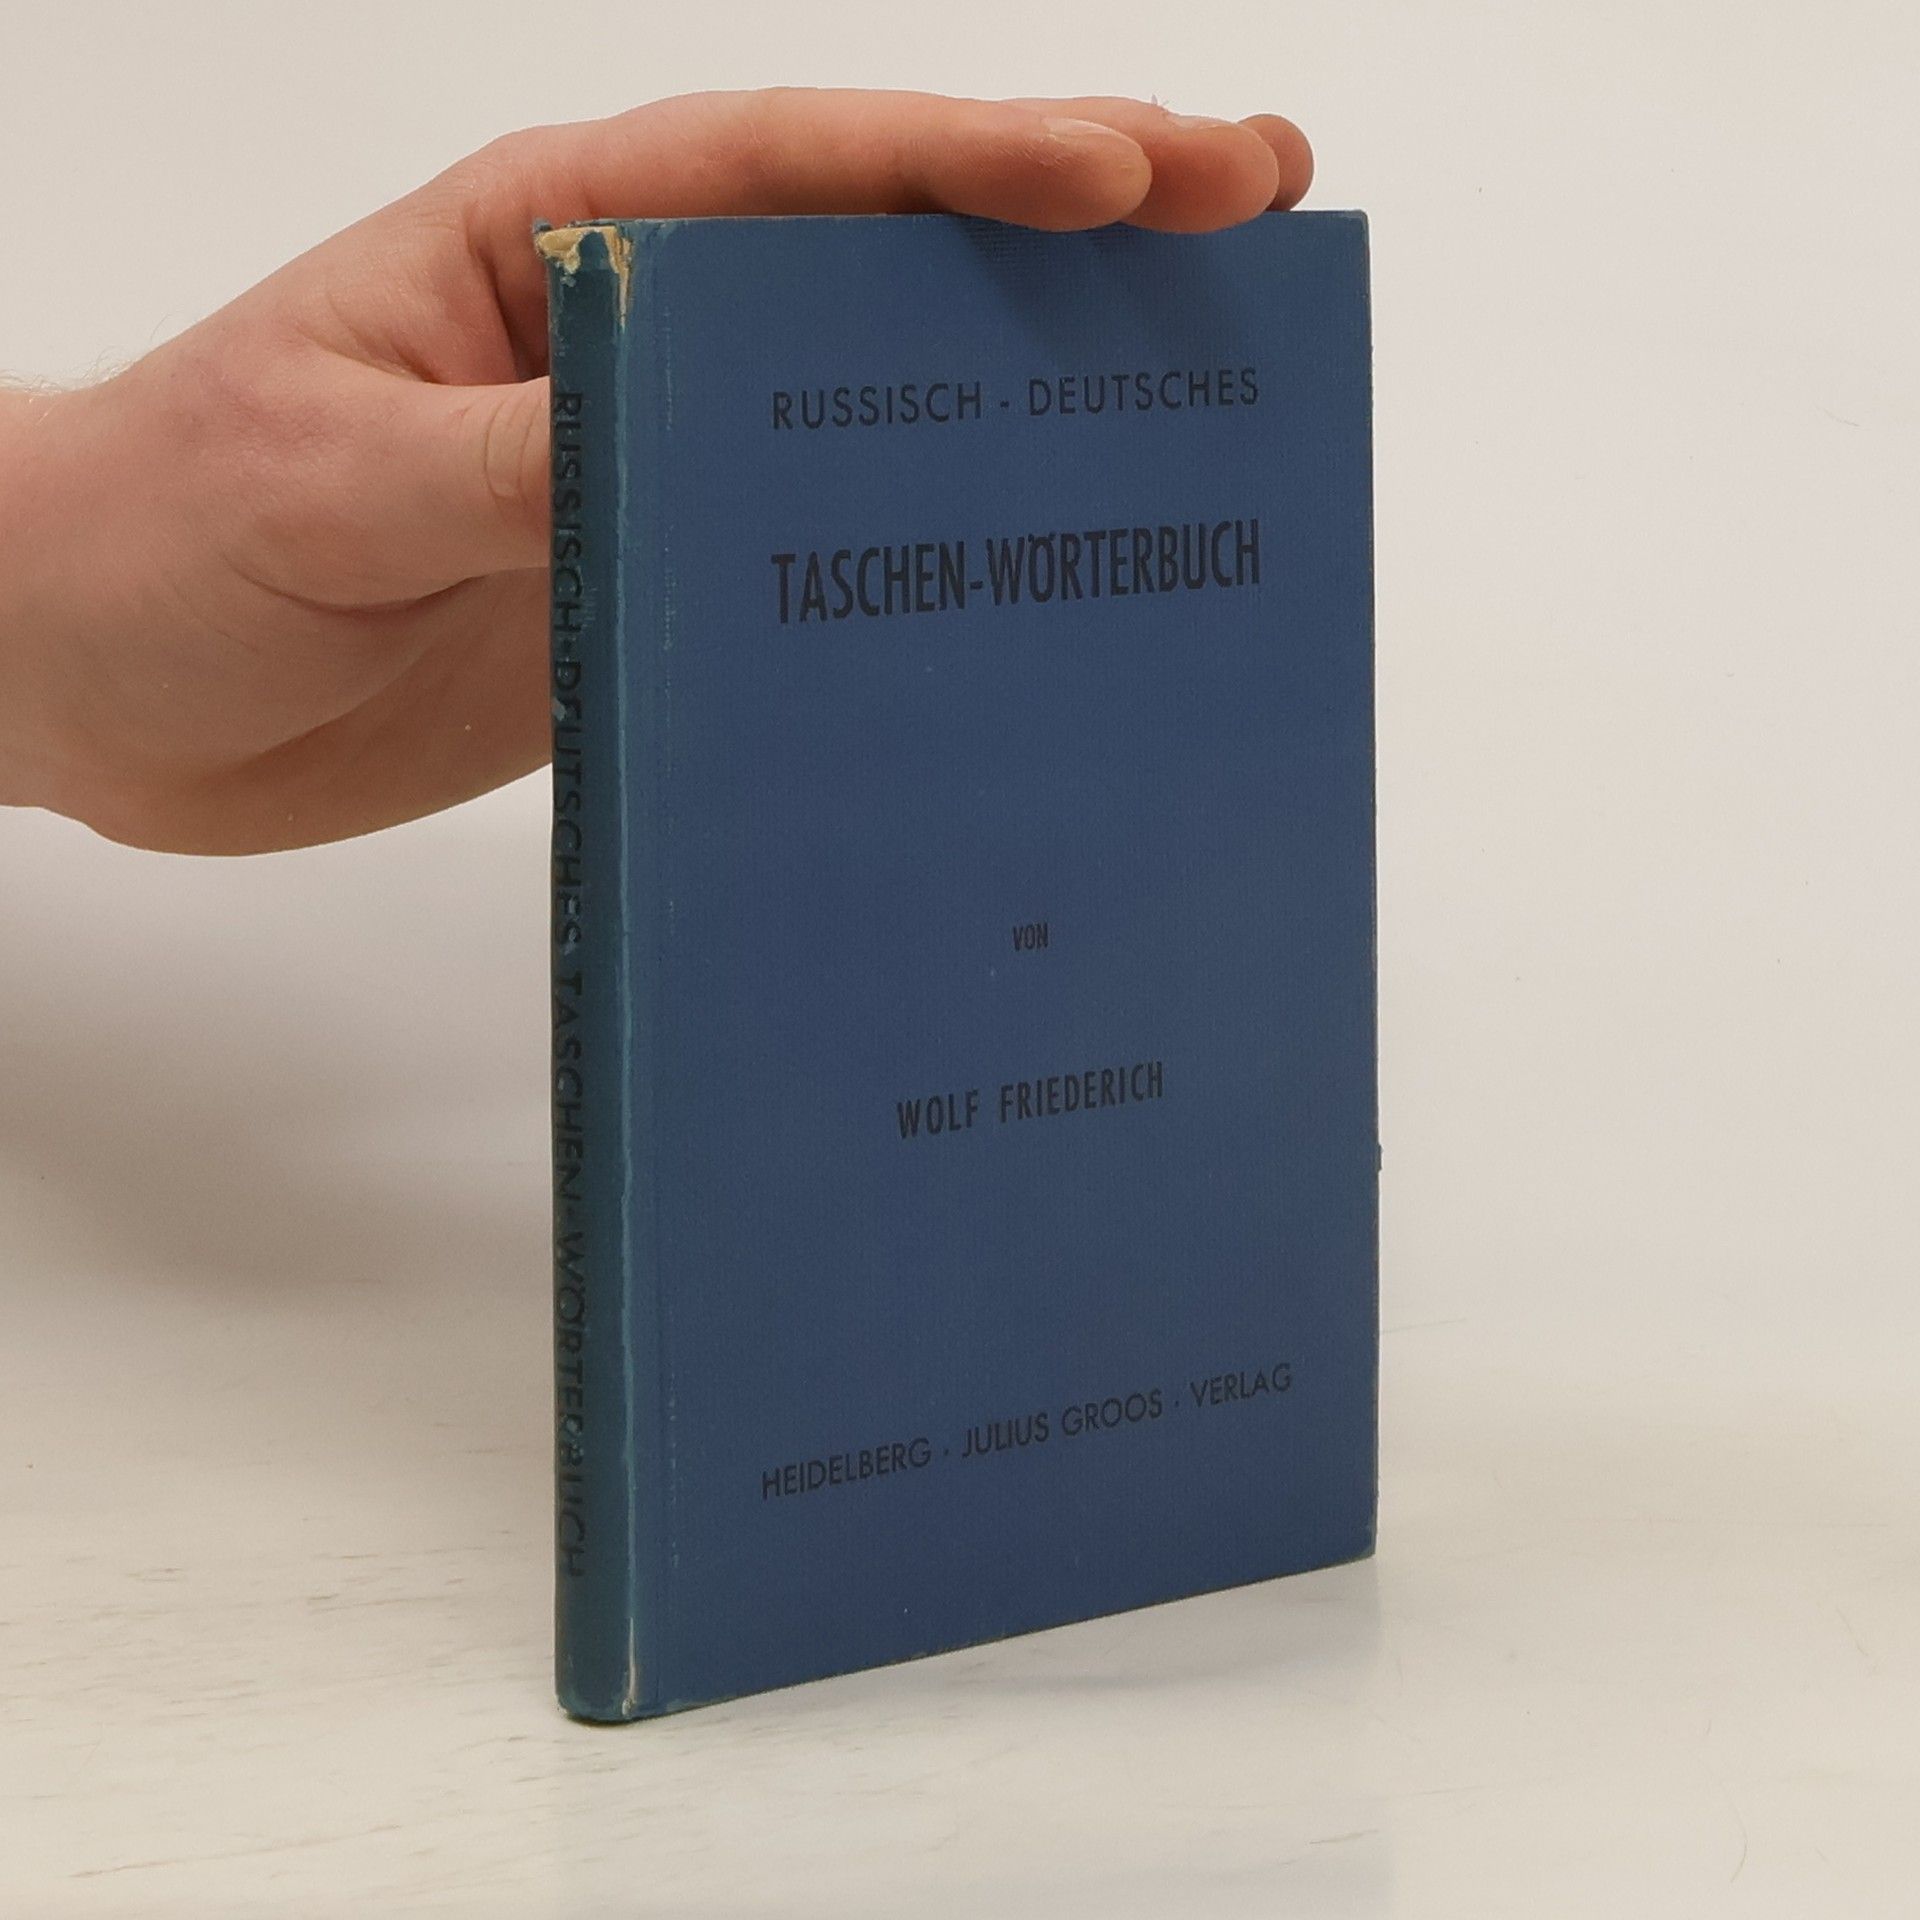 RUSSISCH-DEUTSCHES TASCHEN-WÖRTERBUCH
RUSSISCH - DEUTSCHES
TASCHEN-WÖRTERBUCH
VON
WOLF FRIEDERICH
HEIDELBERG · JULIUS GROOS · VERLAG